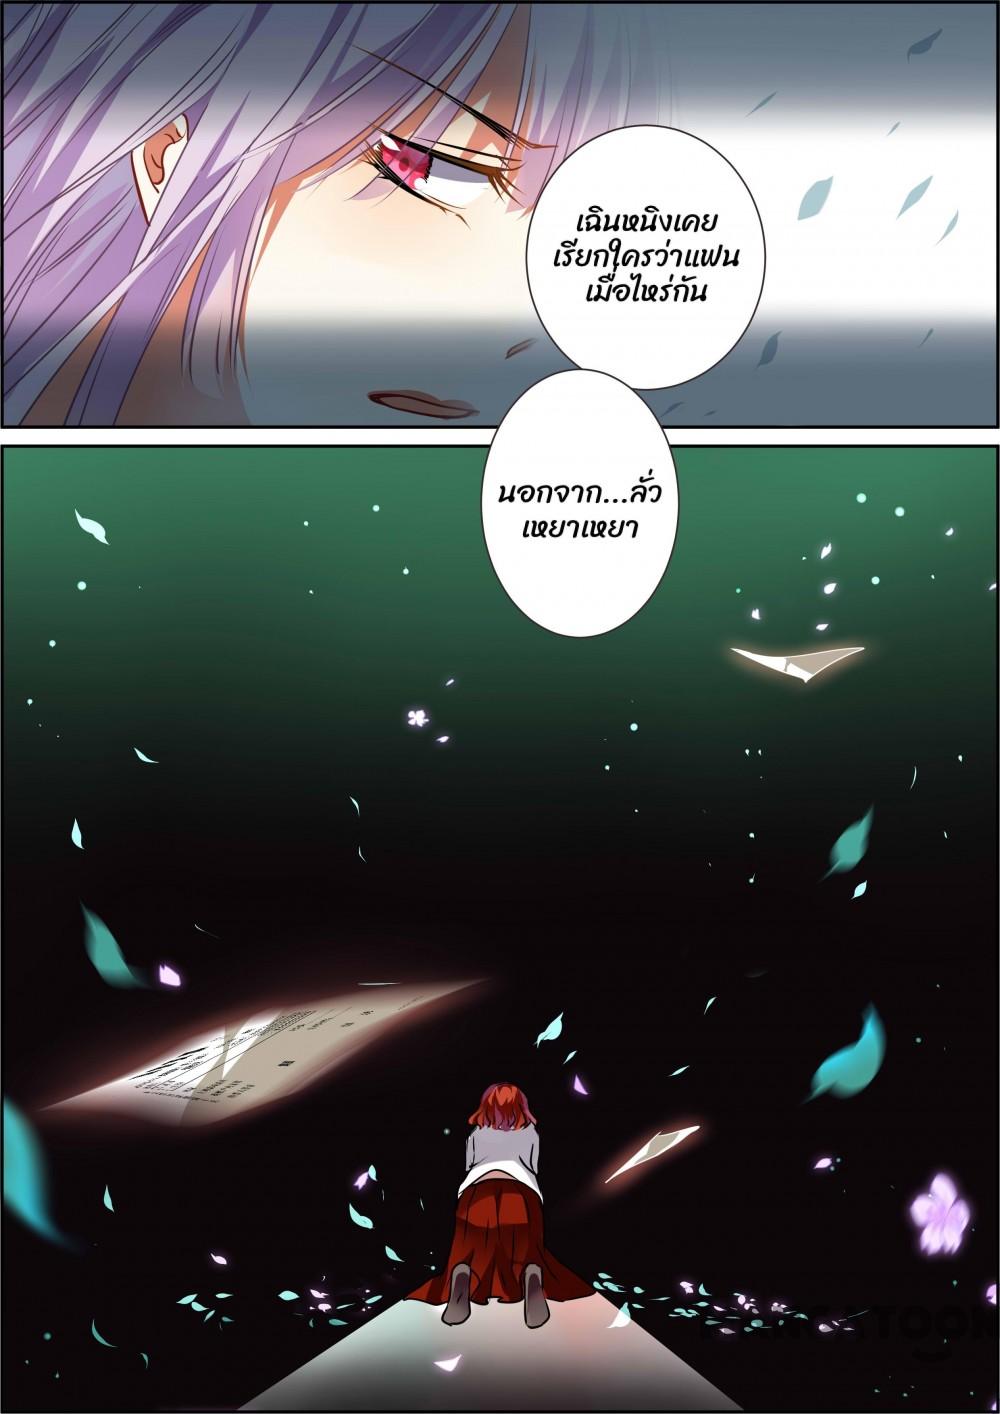 เฉินหนิงเคย
เรียกใครว่าแฟน
เมื่อไหร่กัน
นอกจาก...ลั่ว
เหยาเหยา